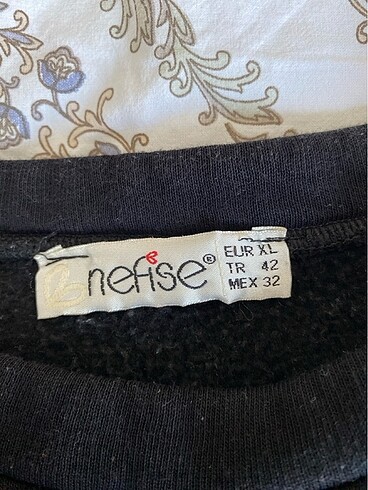 nefise®
EUR XL
TR 42
MEX 32